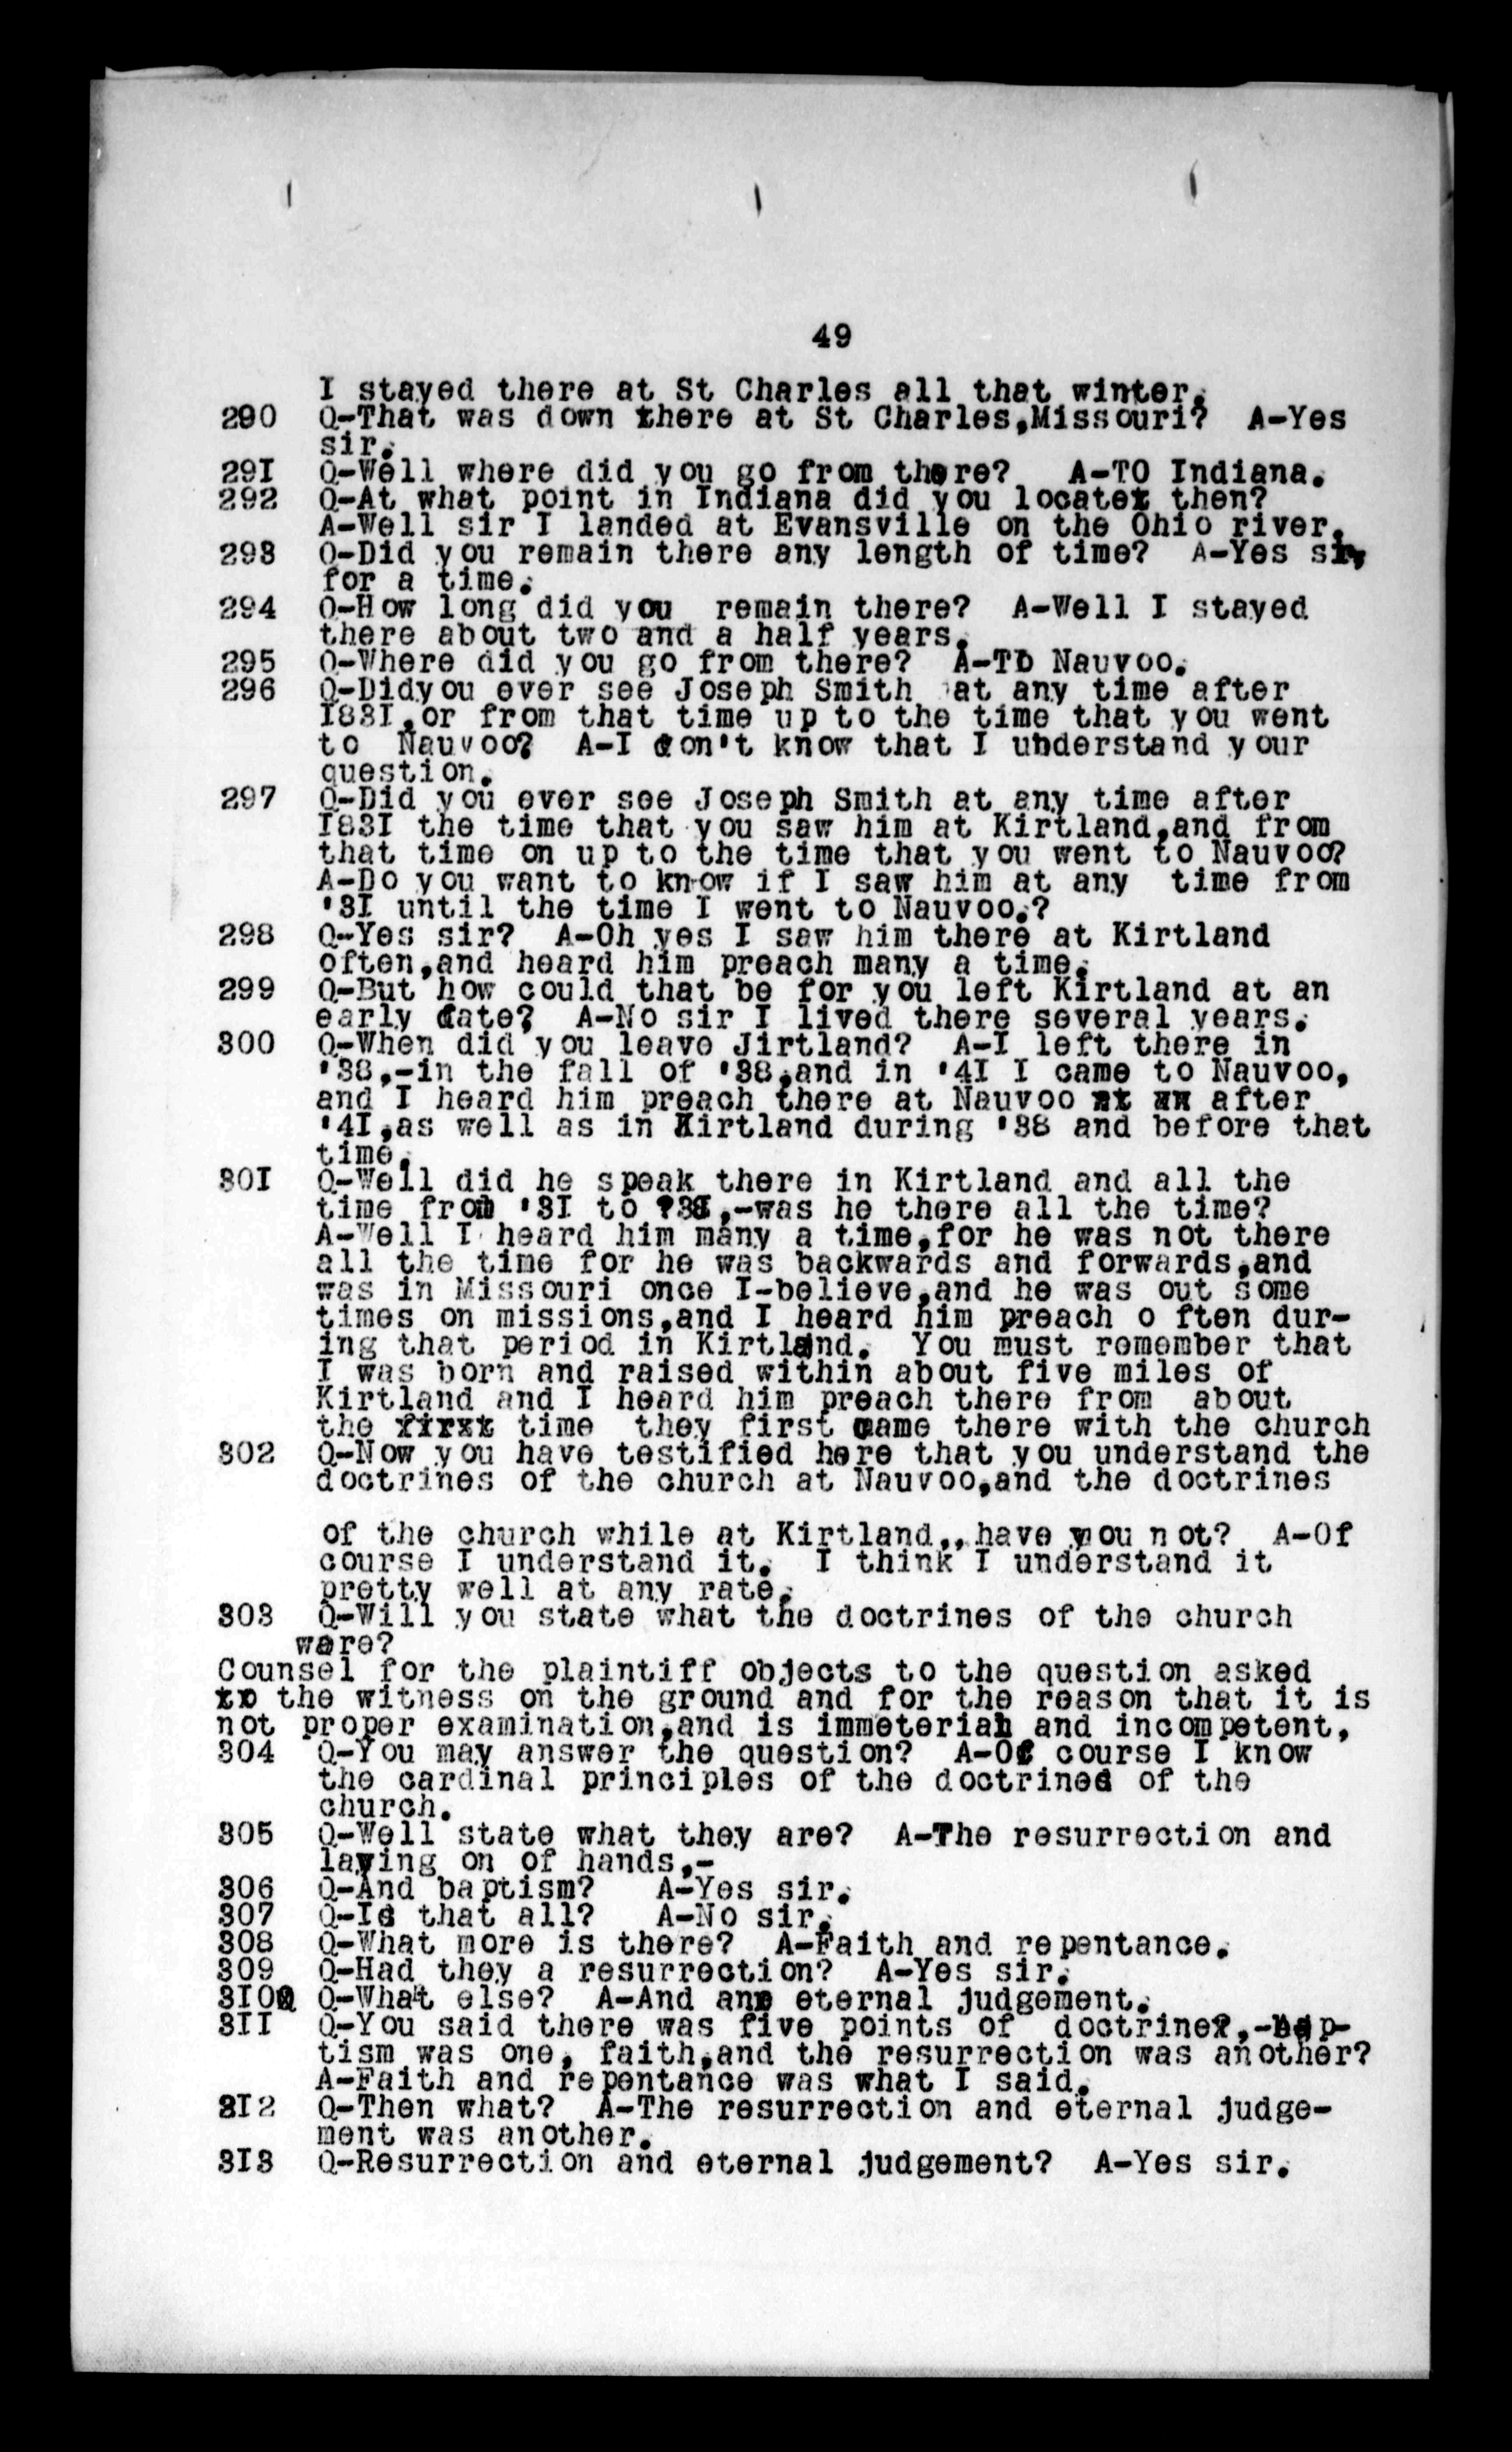 49
I stayed there at St Charles all that winter.
290 Q-That was down there at St Charles,Missouri? A-Yes
sir.
291 Q-Well where did you go from there? A-TO Indiana.
292 Q-At what point in Indiana did you locate then?
A-Well sir I landed at Evansville on the Ohio river.
293 Q-Did you remain there any length of time? A-Yes sir,
for a time.
294 Q-How long did you remain there? A-Well I stayed
there about two and a half years.
295 Q-Where did you go from there? A-To Nauvoo.
296 Q-Didyou ever see Joseph Smith at any time after
1831,or from that time up to the time that you went
to Nauvoo? A-I don't know that I understand your
question.
297 Q-Did you ever see Joseph Smith at any time after
1831 the time that you saw him at Kirtland,and from
that time on up to the time that you went to Nauvoo?
A-Do you want to know if I saw him at any time from
'31 until the time I went to Nauvoo.?
298 Q-Yes sir? A-Oh yes I saw him there at Kirtland
often,and heard him preach many a time.
299 Q-But how could that be for you left Kirtland at an
early date? A-No sir I lived there several years.
300 Q-When did you leave Jirtland? A-I left there in
'38,-in the fall of '38,and in '41 I came to Nauvoo,
and I heard him preach there at Nauvoo after
'41,as well as in Kirtland during '38 and before that
time.
301 Q-Well did he speak there in Kirtland and all the
time from '31 to '38,-was he there all the time?
A-Well I heard him many a time,for he was not there
all the time for he was backwards and forwards,and
was in Missouri once I-believe,and he was out some
times on missions,and I heard him preach o ften dur-
ing that period in Kirtland. You must remember that
I was born and raised within about five miles of
Kirtland and I heard him preach there from about
the first time they first came there with the church
302 Q-Now you have testified here that you understand the
doctrines of the church at Nauvoo,and the doctrines
of the church while at Kirtland,.have you not? A-Of
course I understand it. I think I understand it
pretty well at any rate.
303 Q-Will you state what the doctrines of the church
were?
Counsel for the plaintiff objects to the question asked
to the witness on the ground and for the reason that it is
not proper examination,and is immeterial and incompetent.
304 Q-You may answer the question? A-Of course I know
the cardinal principles of the doctrines of the
church.
305 Q-Well state what they are? A-The resurrection and
laying on of hands,-
306 Q-And baptism? A-Yes sir.
307 Q-Is that all? A-No sir.
308 Q-What more is there? A-Faith and repentance.
309 Q-Had they a resurrection? A-Yes sir.
310 Q-What else? A-And an eternal judgement.
311 Q-You said there was five points of doctrine,-bap-
tism was one, faith,and the resurrection was another?
A-Faith and repentance was what I said.
312 Q-Then what? A-The resurrection and eternal judge-
ment was another.
313 Q-Resurrection and eternal judgement? A-Yes sir.